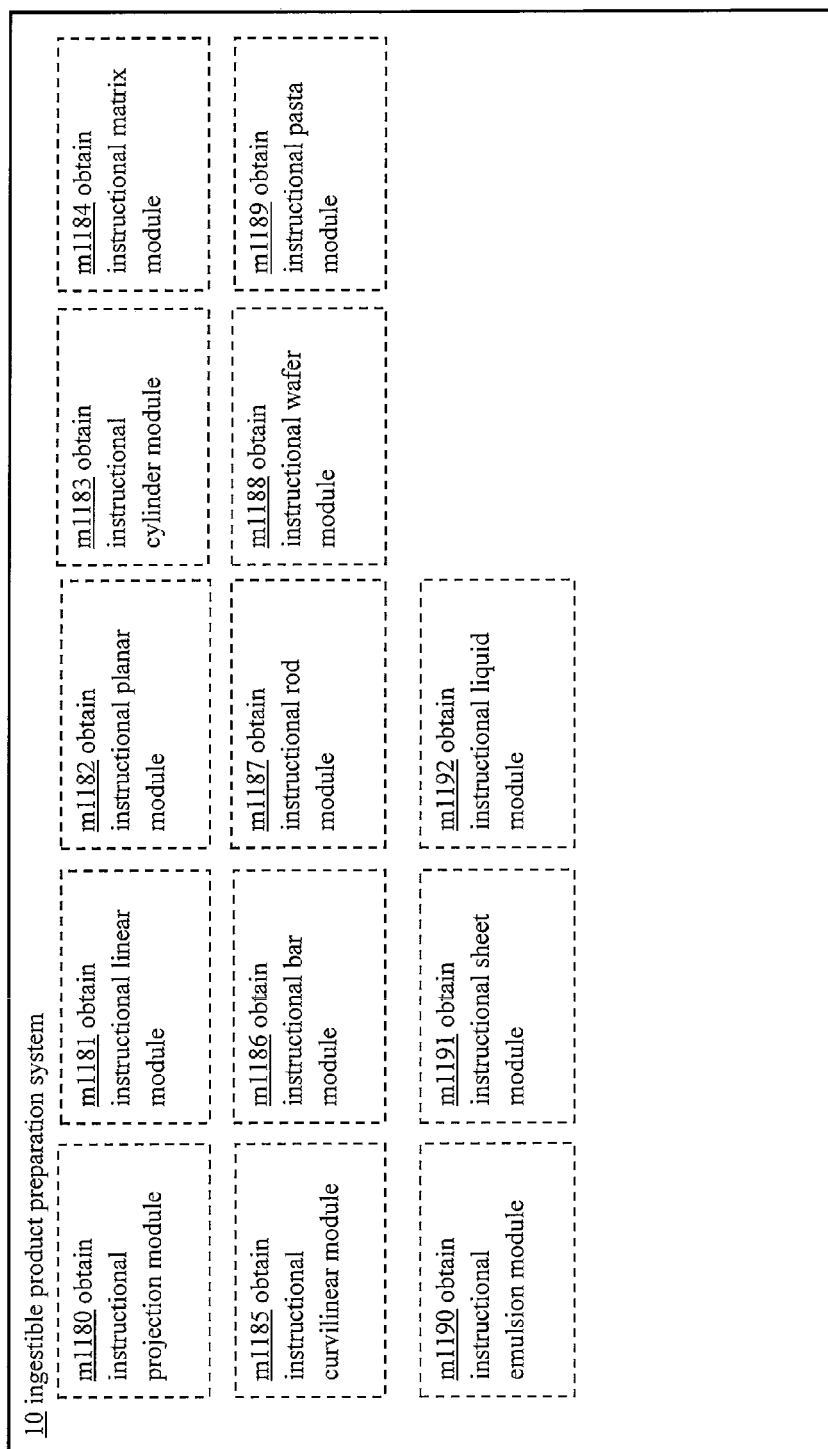 10 ingestible product preparation system
m1180 obtain
instructional
projection module
m1181 obtain
instructional linear
module
m1182 obtain
instructional planar
module
m1183 obtain
instructional
cylinder module
m1184 obtain
instructional matrix
module
m1185 obtain
instructional
curvilinear module
m1186 obtain
instructional bar
module
m1187 obtain
instructional rod
module
m1188 obtain
instructional wafer
module
m1189 obtain
instructional pasta
module
m1190 obtain
instructional
emulsion module
m1191 obtain
instructional sheet
module
m1192 obtain
instructional liquid
module